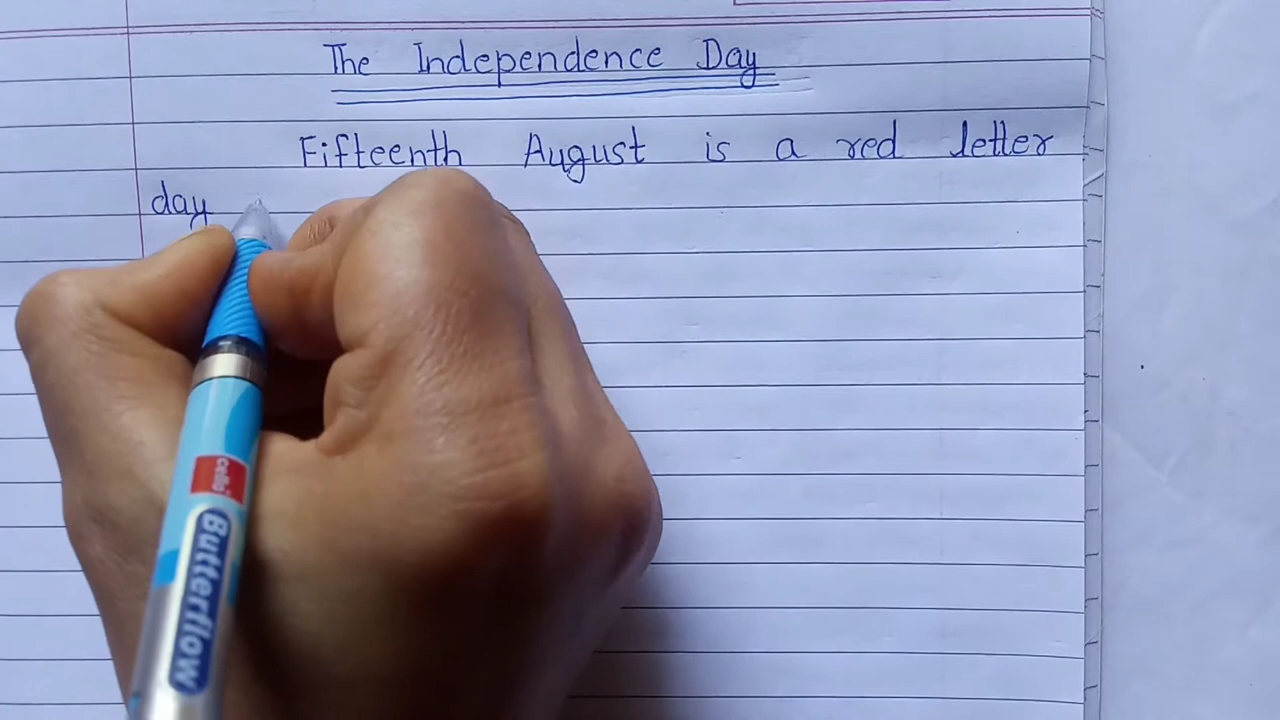 The Independence Day
Fifteenth August is a red letter
day
cello
Butterflow